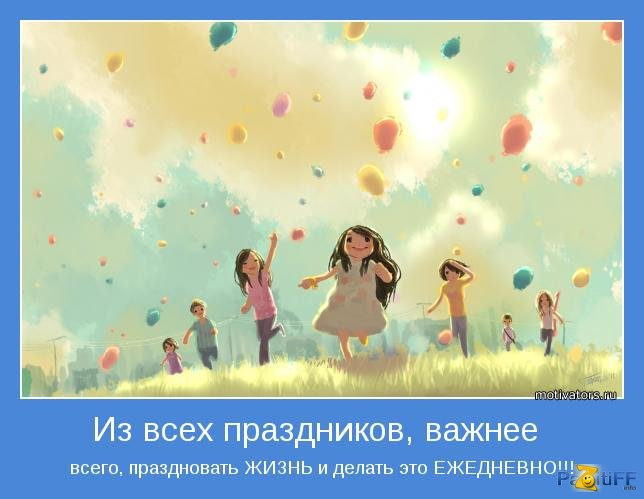 motivators.ru
Из всех праздников, важнее
всего, праздновать ЖИЗНЬ и делать это ЕЖЕДНЕВНО!!!